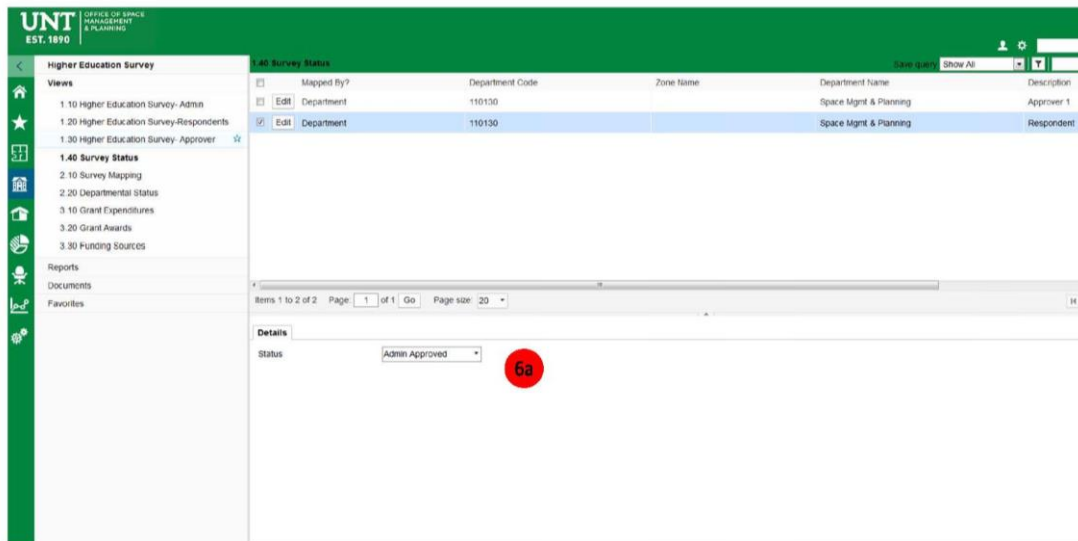 UNT OFFICE OF SPACE
MANAGEMENT
& PLANNING
EST. 1890
Higher Education Survey
Views
1.10 Higher Education Survey- Admin
1.20 Higher Education Survey-Respondents
1.30 Higher Education Survey- Approver
1.40 Survey Status
2.10 Survey Mapping
2.20 Departmental Status
3.10 Grant Expenditures
3.20 Grant Awards
3.30 Funding Sources
Reports
Documents
Favorites
1.40 Survey Status Save query Show All
Mapped By? Department Code Zone Name Department Name Description
Edit Department 110130 Space Mgmt & Planning Approver 1
Edit Department 110130 Space Mgmt & Planning Respondent
Items 1 to 2 of 2 Page: 1 of 1 Go Page size: 20
Details
Status Admin Approved
6a